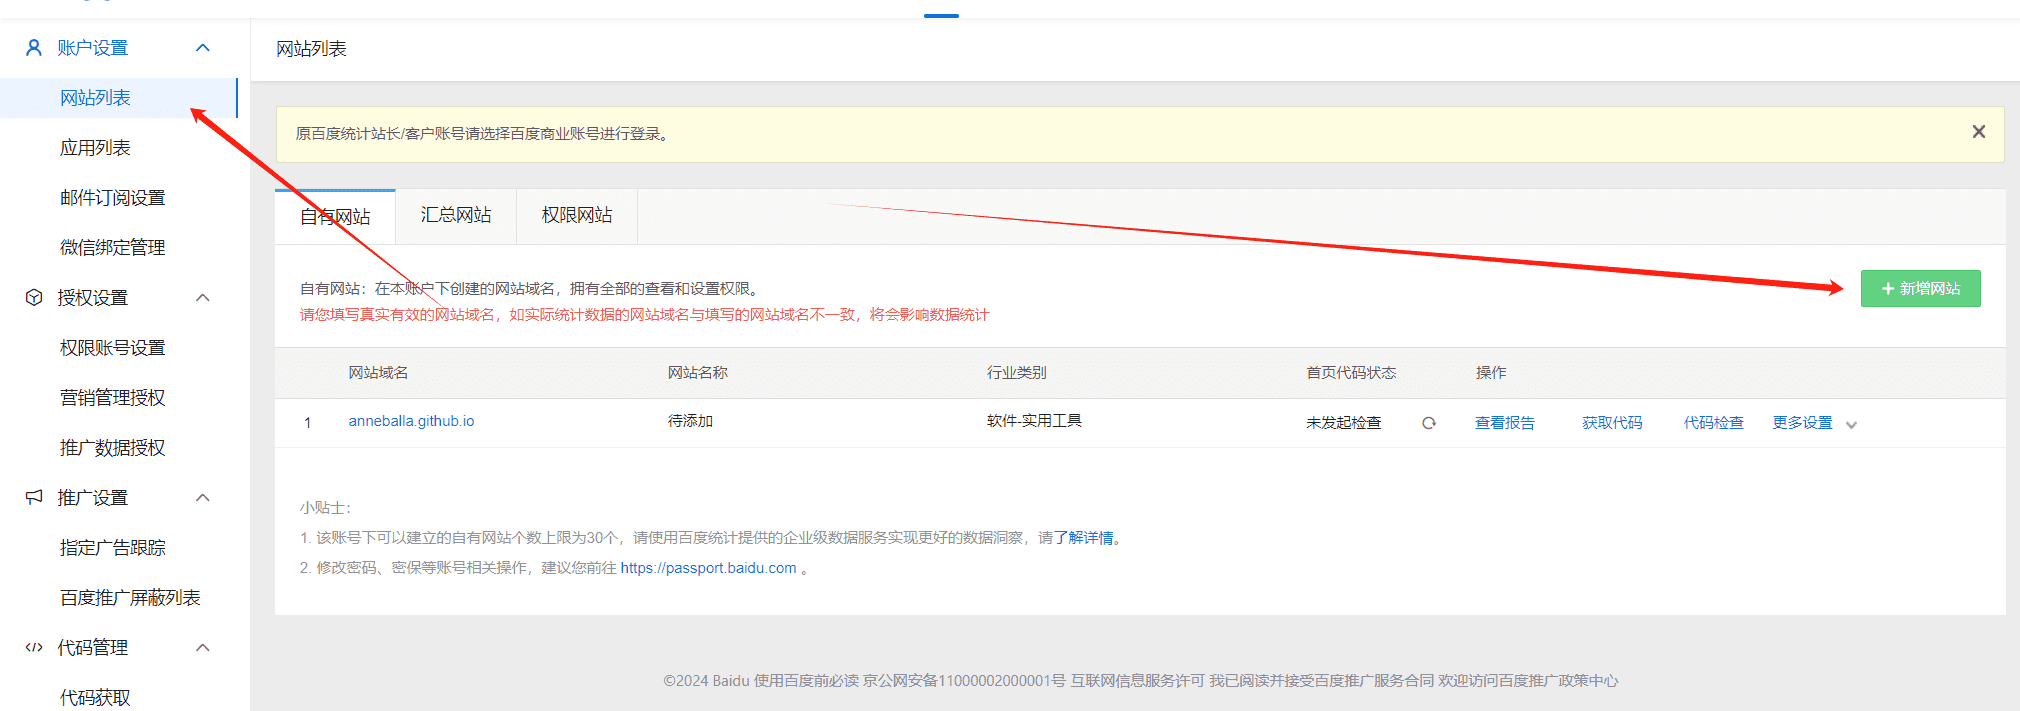 账户设置
网站列表
应用列表
邮件订阅设置
微信绑定管理
授权设置
权限账号设置
营销管理授权
推广数据授权
推广设置
指定广告跟踪
百度推广屏蔽列表
代码管理
代码获取
网站列表
原百度统计站长/客户账号请选择百度商业账号进行登录。
自有网站 汇总网站 权限网站
自有网站：在本账户下创建的网站域名，拥有全部的查看和设置权限。
请您填写真实有效的网站域名，如实际统计数据的网站域名与填写的网站域名不一致，将会影响数据统计
+ 新增网站
网站域名 网站名称 行业类别 首页代码状态 操作
1 anneballa.github.io 待添加 软件-实用工具 未发起检查 查看报告 获取代码 代码检查 更多设置
小贴士：
1. 该账号下可以建立的自有网站个数上限为30个，请使用百度统计提供的企业级数据服务实现更好的数据洞察，请了解详情。
2. 修改密码、密保等账号相关操作，建议您前往 https://passport.baidu.com 。
©2024 Baidu 使用百度前必读 京公网安备11000002000001号 互联网信息服务许可 我已阅读并接受百度推广服务合同 欢迎访问百度推广政策中心